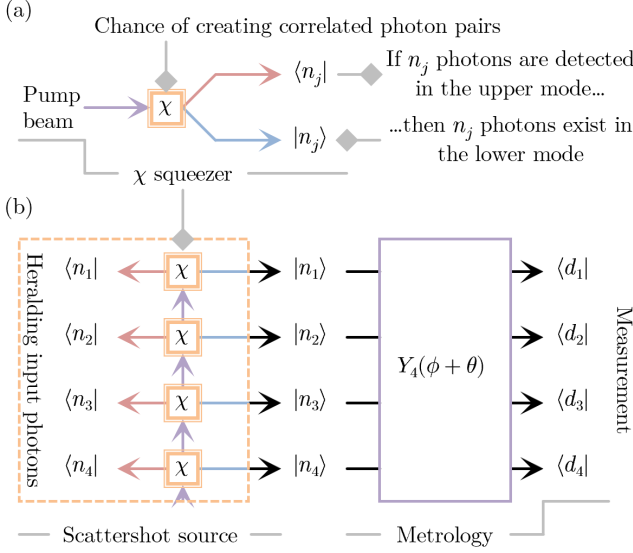 (a)
Chance of creating correlated photon pairs
Pump
beam
χ
⟨n_j|
|n_j⟩
If n_j photons are detected
in the upper mode...
...then n_j photons exist in
the lower mode
χ squeezer
(b)
Heralding input photons
⟨n_1| χ |n_1⟩ ⟨d_1|
⟨n_2| χ |n_2⟩ ⟨d_2|
Y_4(ϕ + θ)
⟨n_3| χ |n_3⟩ ⟨d_3|
⟨n_4| χ |n_4⟩ ⟨d_4|
Measurement
Scattershot source
Metrology